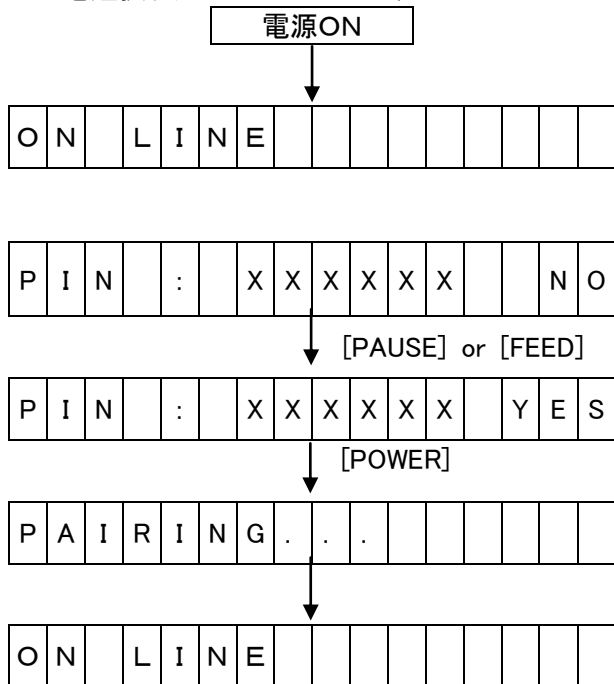 電源ON
ON LINE
PIN : XXXXXX NO
[PAUSE] or [FEED]
PIN : XXXXXX YES
[POWER]
PAIRING...
ON LINE